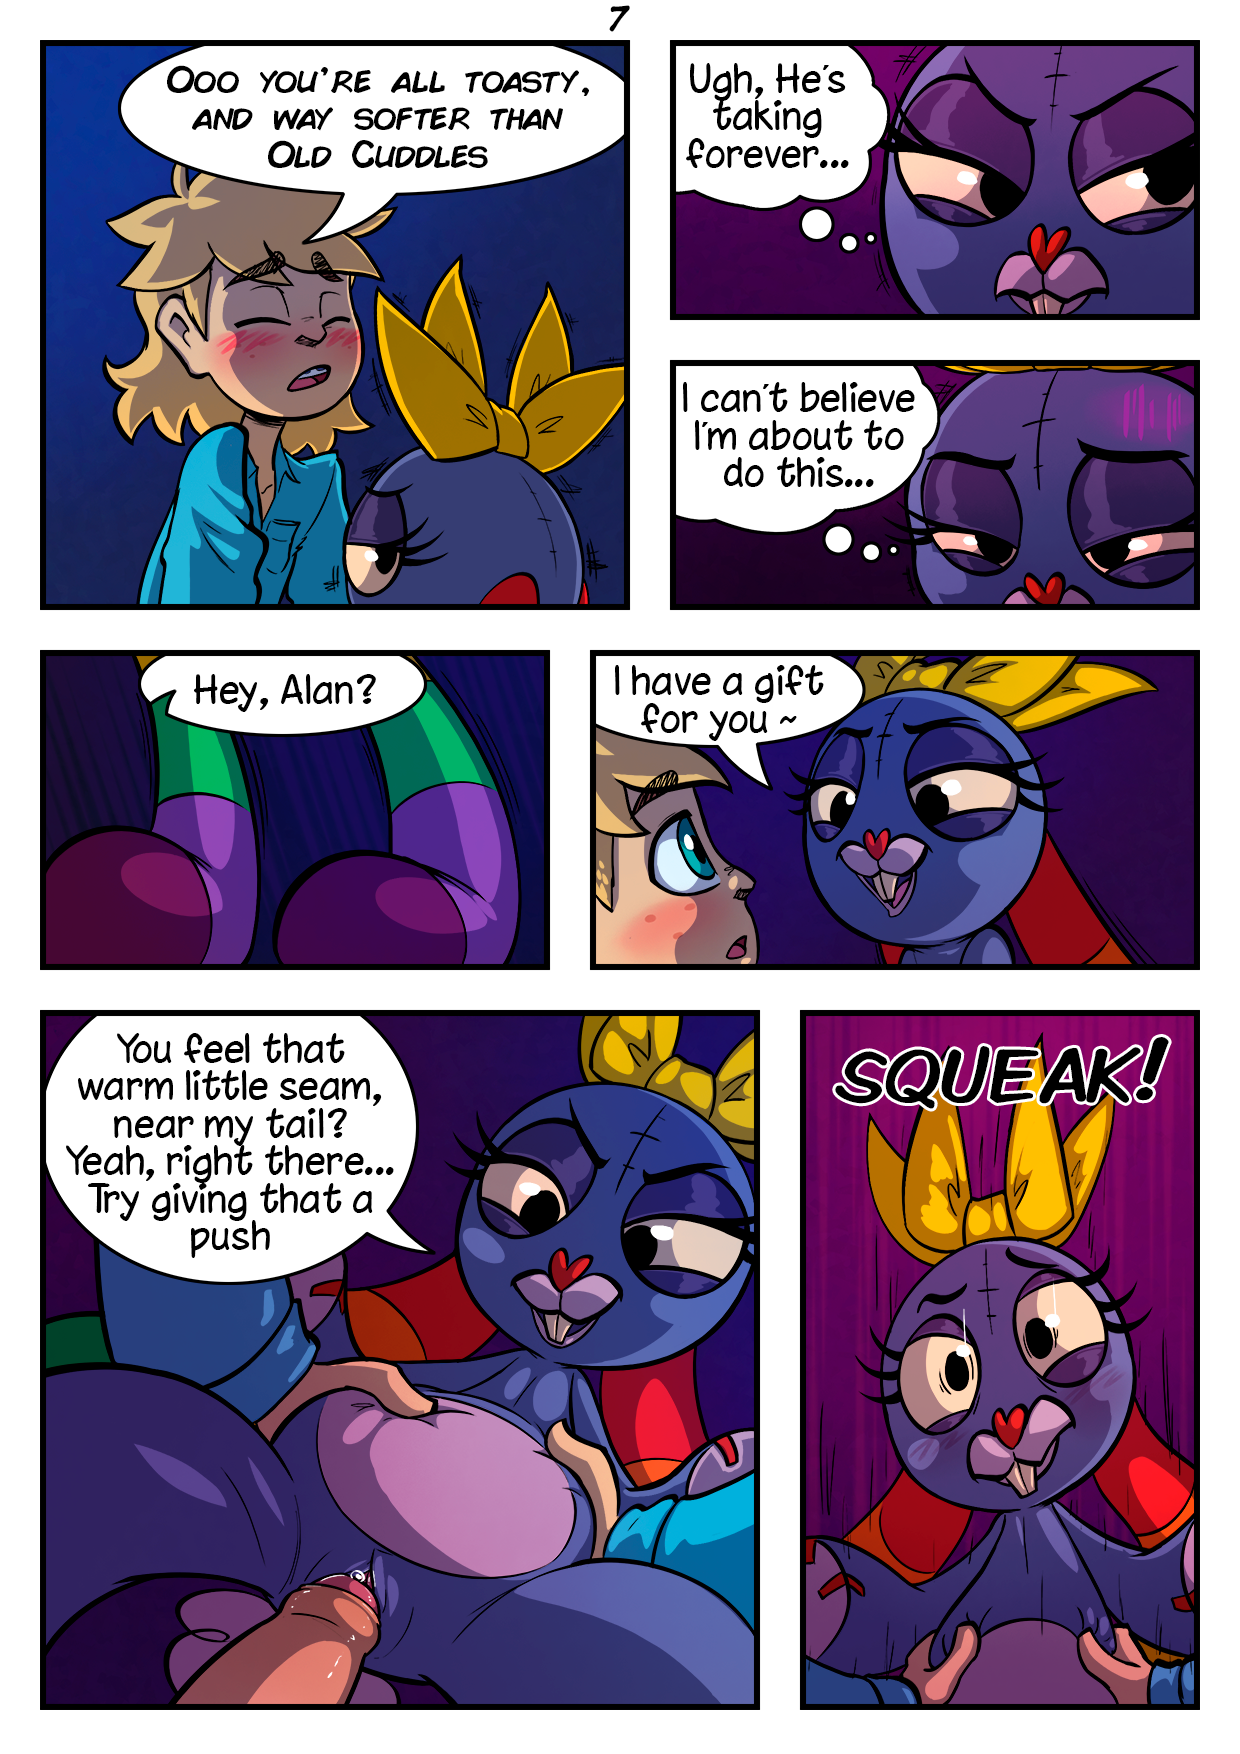 7
OOO YOU'RE ALL TOASTY,
AND WAY SOFTER THAN
OLD CUDDLES
Ugh, He's
taking
forever...
I can't believe
I'm about to
do this...
Hey, Alan?
I have a gift
for you ~
You feel that
warm little seam,
near my tail?
Yeah, right there...
Try giving that a
push
SQUEAK!